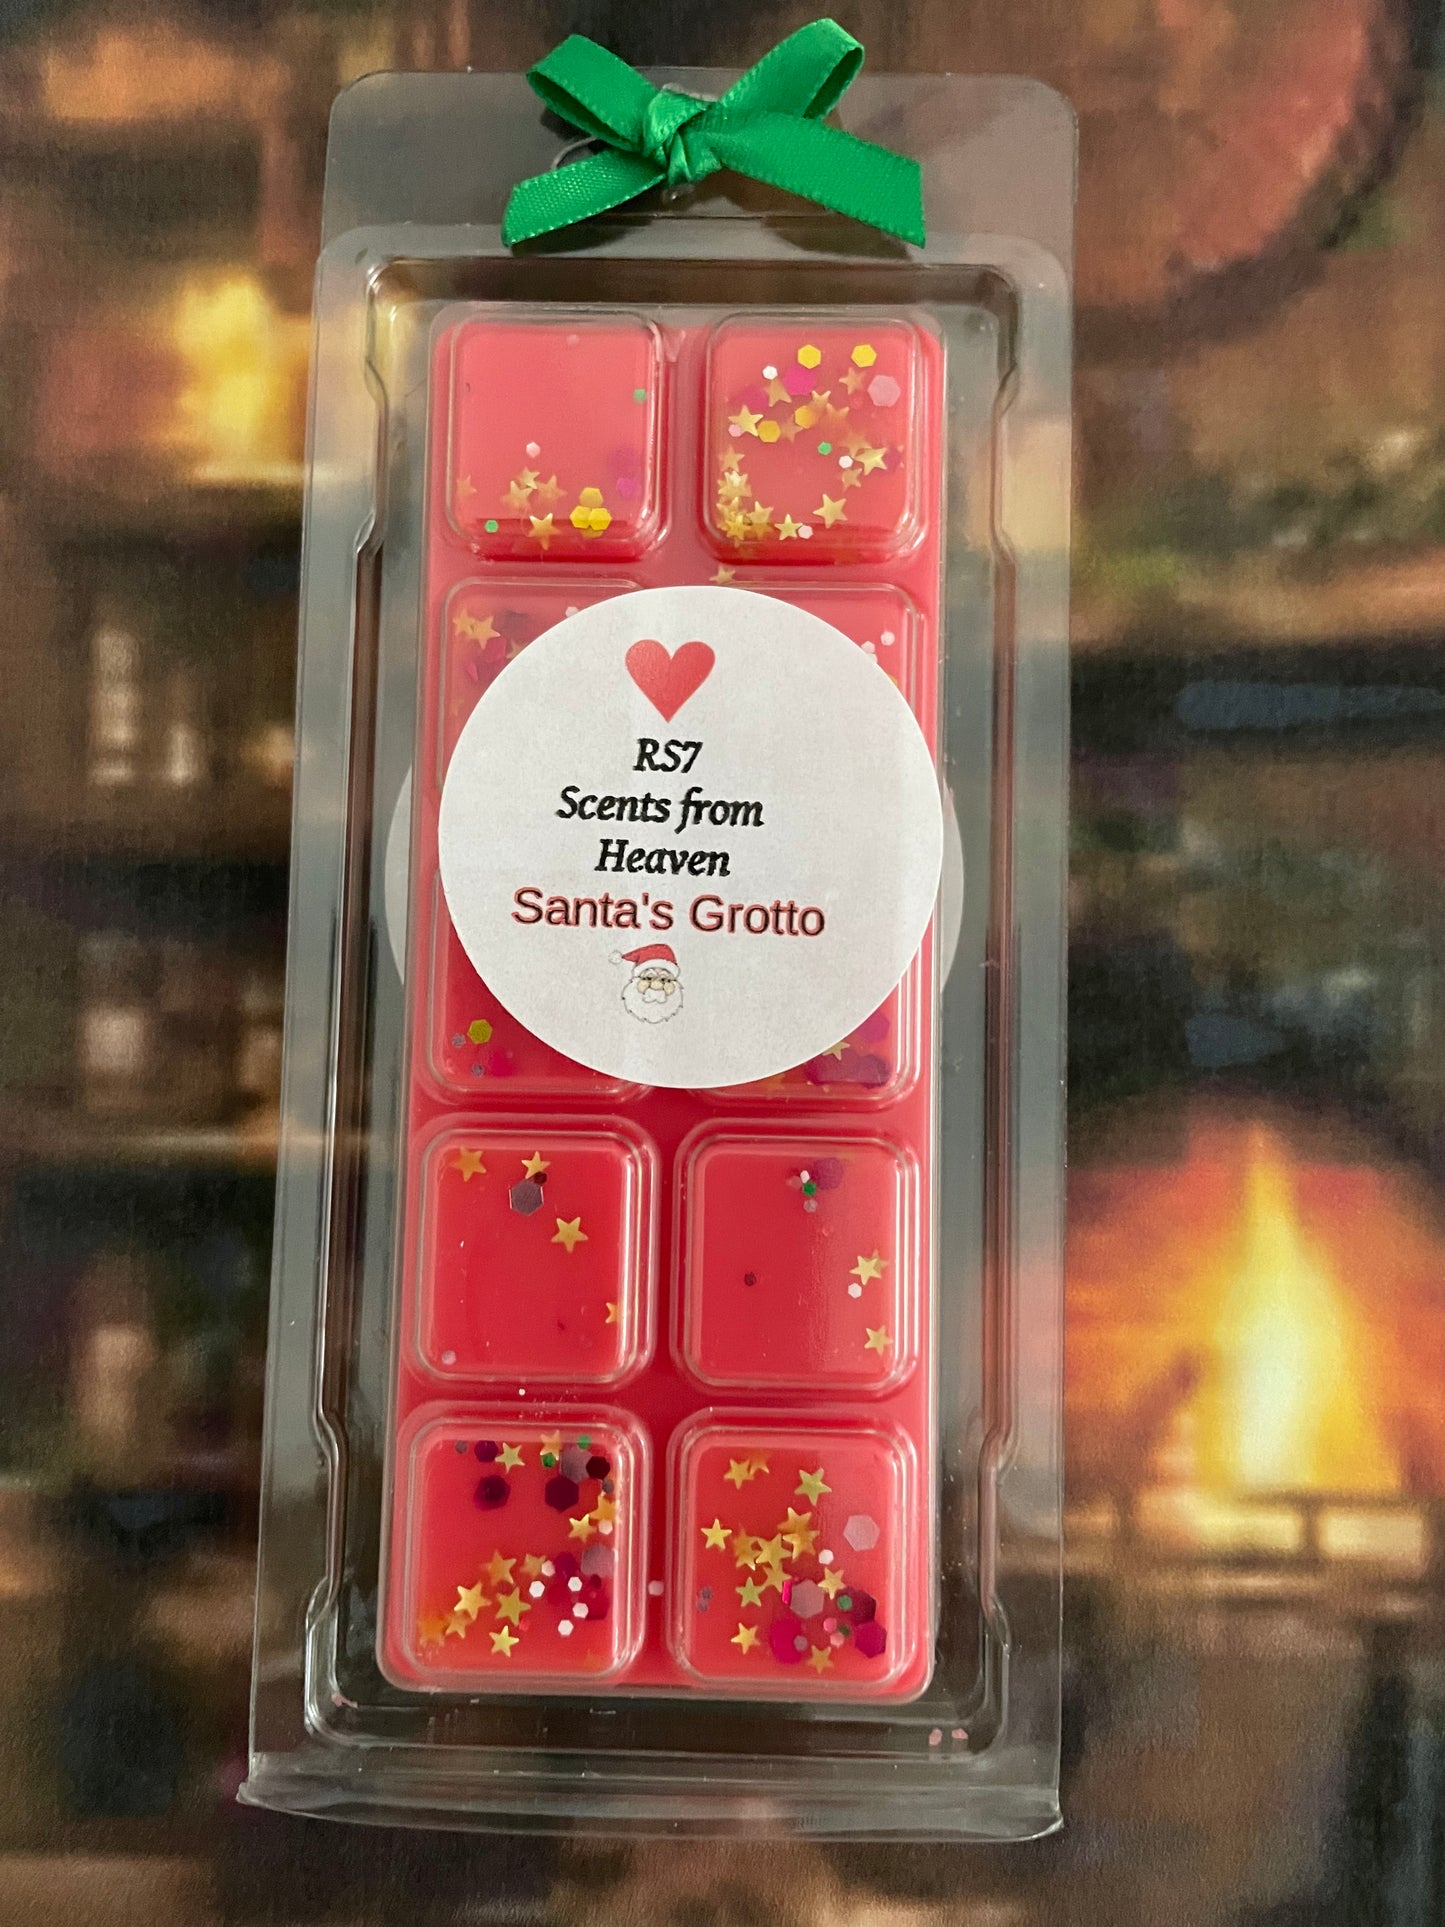 RS7
Scents from
Heaven
Santa's Grotto